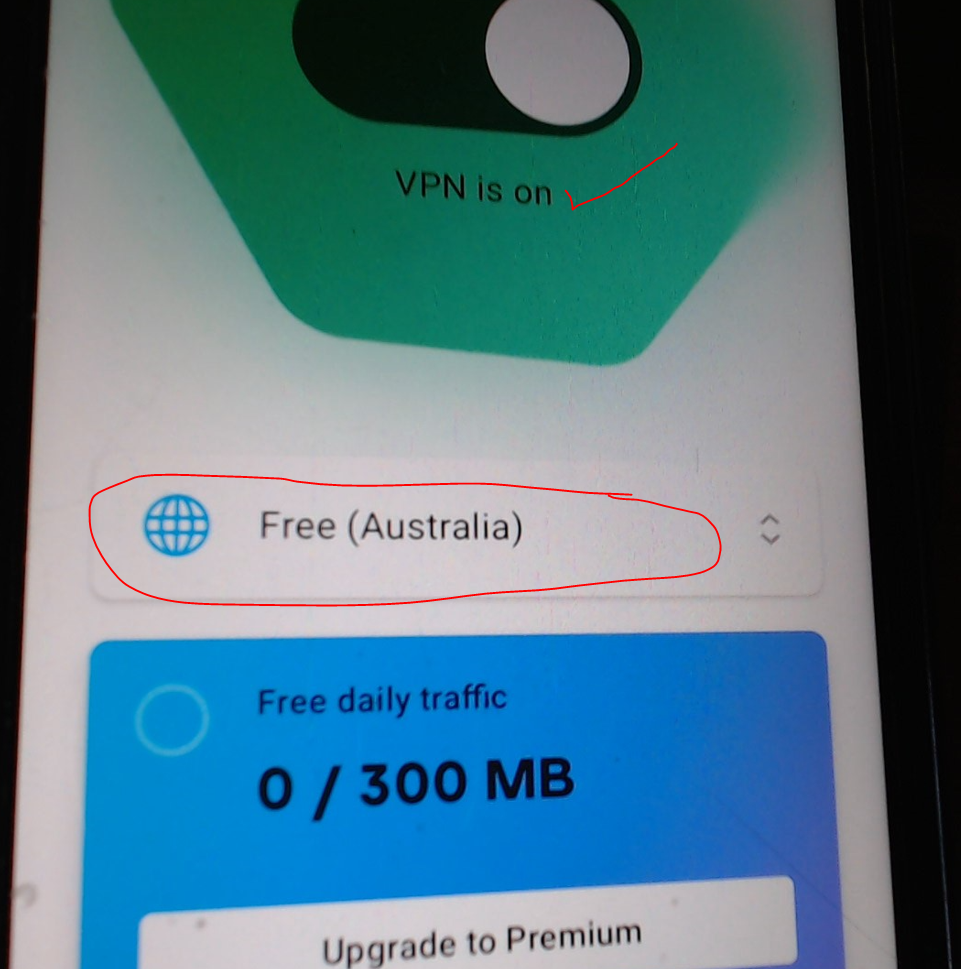 VPN is on
Free (Australia)
Free daily traffic
0 / 300 MB
Upgrade to Premium